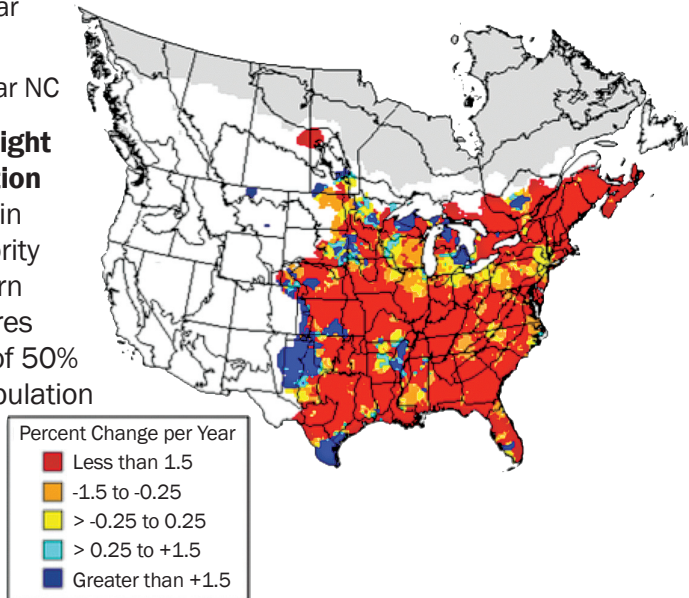 ar
ar NC
ight
tion
in
rity
rn
res
of 50%
pulation
Percent Change per Year
Less than 1.5
-1.5 to -0.25
> -0.25 to 0.25
> 0.25 to +1.5
Greater than +1.5